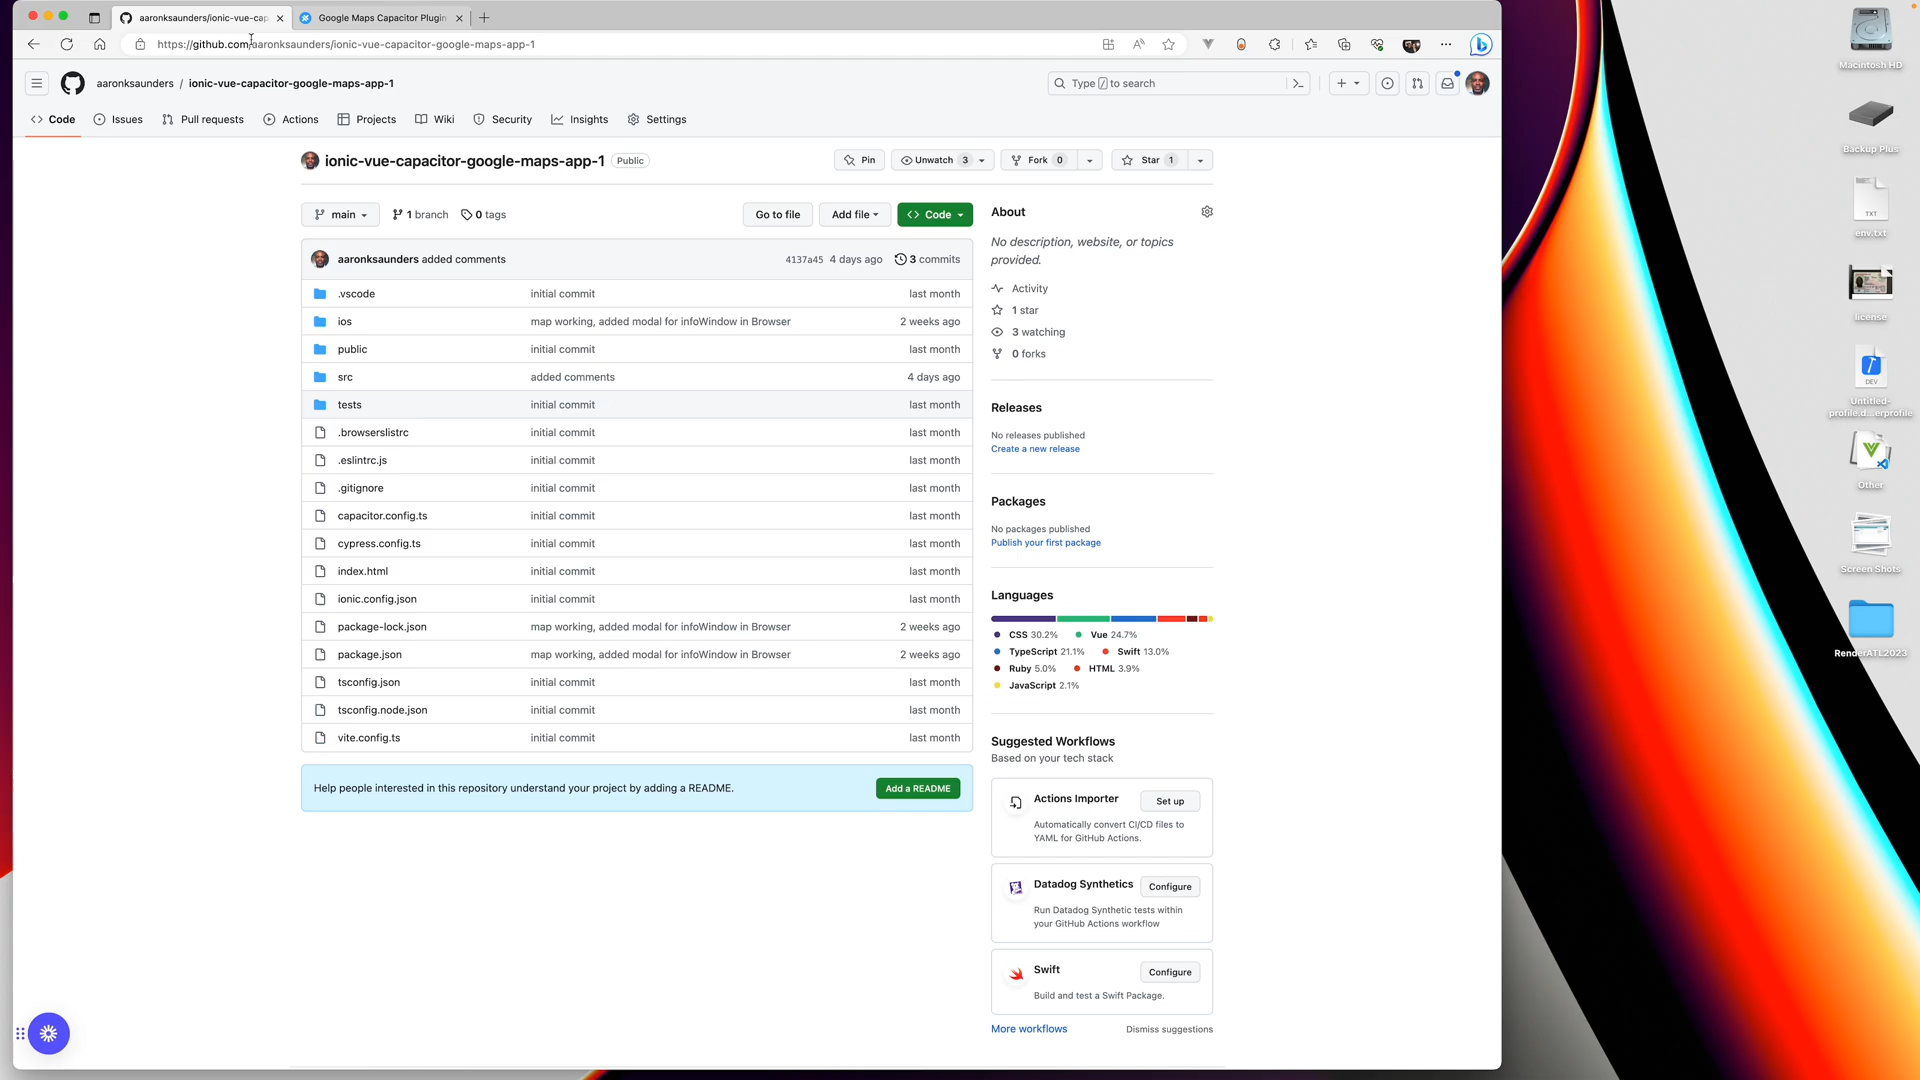 aaronksaunders/ionic-vue-cap
Google Maps Capacitor Plugin
https://github.com/aaronksaunders/ionic-vue-capacitor-google-maps-app-1
aaronksaunders / ionic-vue-capacitor-google-maps-app-1
Type / to search
Code
Issues
Pull requests
Actions
Projects
Wiki
Security
Insights
Settings
ionic-vue-capacitor-google-maps-app-1 Public
Pin
Unwatch 3
Fork 0
Star 1
main
1 branch
0 tags
Go to file
Add file
Code
aaronksaunders added comments 4137a45 4 days ago 3 commits
.vscode initial commit last month
ios map working, added modal for infoWindow in Browser 2 weeks ago
public initial commit last month
src added comments 4 days ago
tests initial commit last month
.browserslistrc initial commit last month
.eslintrc.js initial commit last month
.gitignore initial commit last month
capacitor.config.ts initial commit last month
cypress.config.ts initial commit last month
index.html initial commit last month
ionic.config.json initial commit last month
package-lock.json map working, added modal for infoWindow in Browser 2 weeks ago
package.json map working, added modal for infoWindow in Browser 2 weeks ago
tsconfig.json initial commit last month
tsconfig.node.json initial commit last month
vite.config.ts initial commit last month
Help people interested in this repository understand your project by adding a README. Add a README
About
No description, website, or topics
provided.
Activity
1 star
3 watching
0 forks
Releases
No releases published
Create a new release
Packages
No packages published
Publish your first package
Languages
CSS 30.2% Vue 24.7%
TypeScript 21.1% Swift 13.0%
Ruby 5.0% HTML 3.9%
JavaScript 2.1%
Suggested Workflows
Based on your tech stack
Actions Importer Set up
Automatically convert CI/CD files to
YAML for GitHub Actions.
Datadog Synthetics Configure
Run Datadog Synthetic tests within
your GitHub Actions workflow
Swift Configure
Build and test a Swift Package.
More workflows Dismiss suggestions
Macintosh HD
Backup Plus
TXT
env.txt
license
DEV
Untitled-
profile.d...erprofile
Other
Screen Shots
RenderATL2023